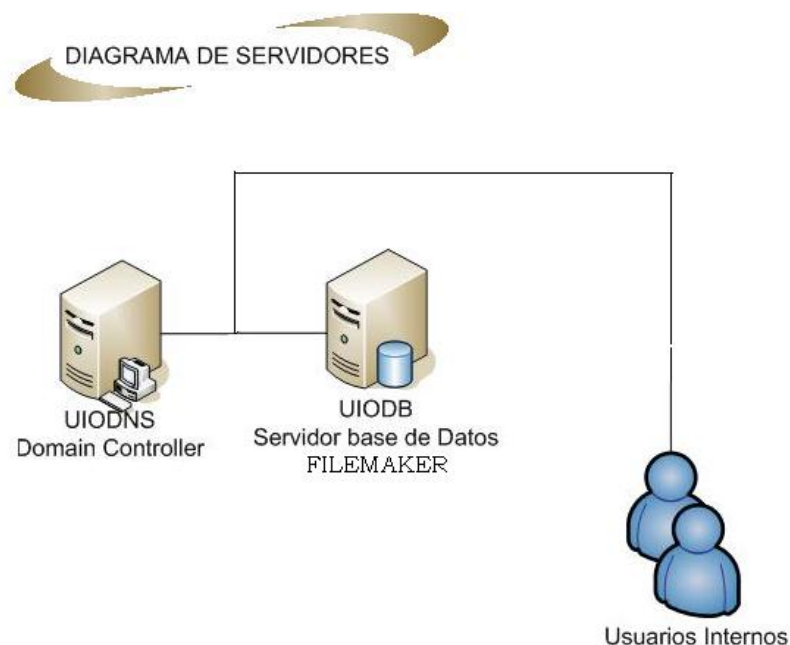 DIAGRAMA DE SERVIDORES
UIODNS
Domain Controller
UIODB
Servidor base de Datos
FILEMAKER
Usuarios Internos